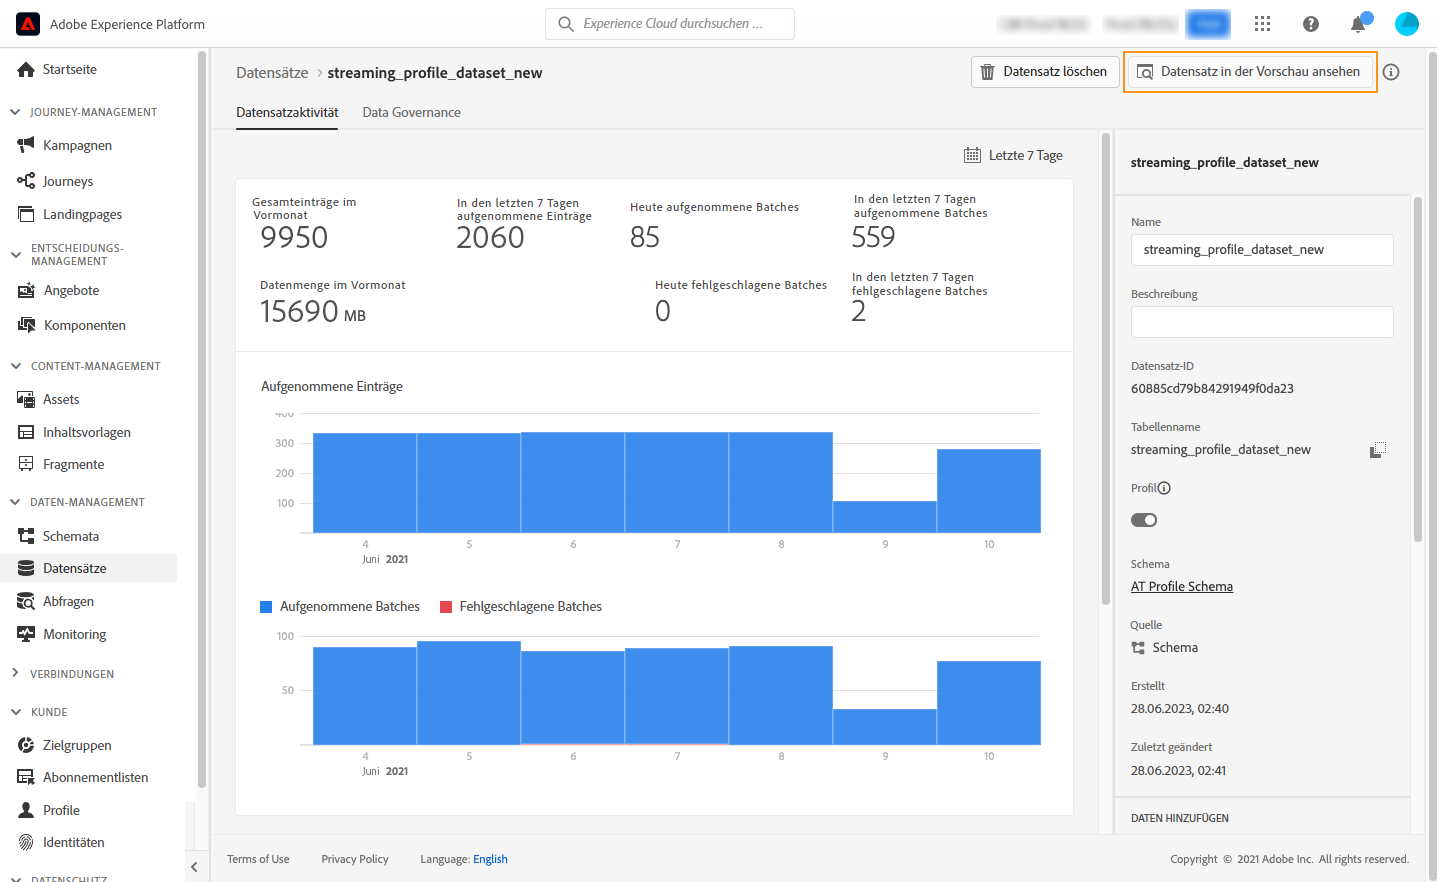 Adobe Experience Platform
Experience Cloud durchsuchen ...
Startseite
JOURNEY-MANAGEMENT
Kampagnen
Journeys
Landingpages
ENTSCHEIDUNGS-
MANAGEMENT
Angebote
Komponenten
CONTENT-MANAGEMENT
Assets
Inhaltsvorlagen
Fragmente
DATEN-MANAGEMENT
Schemata
Datensätze
Abfragen
Monitoring
VERBINDUNGEN
KUNDE
Zielgruppen
Abonnementlisten
Profile
Identitäten
DATENSCHUTZ
Datensätze > streaming_profile_dataset_new
Datensatz löschen
Datensatz in der Vorschau ansehen
Datensatzaktivität Data Governance
Letzte 7 Tage
Gesamteinträge im
Vormonat
9950
In den letzten 7 Tagen
aufgenommene Einträge
2060
Heute aufgenommene Batches
85
In den letzten 7 Tagen
aufgenommene Batches
559
Datenmenge im Vormonat
15690 MB
Heute fehlgeschlagene Batches
0
In den letzten 7 Tagen
fehlgeschlagene Batches
2
Aufgenommene Einträge
400
300
200
100
4 5 6 7 8 9 10
Juni 2021
Aufgenommene Batches Fehlgeschlagene Batches
100
50
4 5 6 7 8 9 10
Juni 2021
streaming_profile_dataset_new
Name
streaming_profile_dataset_new
Beschreibung
Datensatz-ID
60885cd79b84291949f0da23
Tabellenname
streaming_profile_dataset_new
Profil
Schema
AT Profile Schema
Quelle
Schema
Erstellt
28.06.2023, 02:40
Zuletzt geändert
28.06.2023, 02:41
DATEN HINZUFÜGEN
Terms of Use Privacy Policy Language: English
Copyright © 2021 Adobe Inc. All rights reserved.